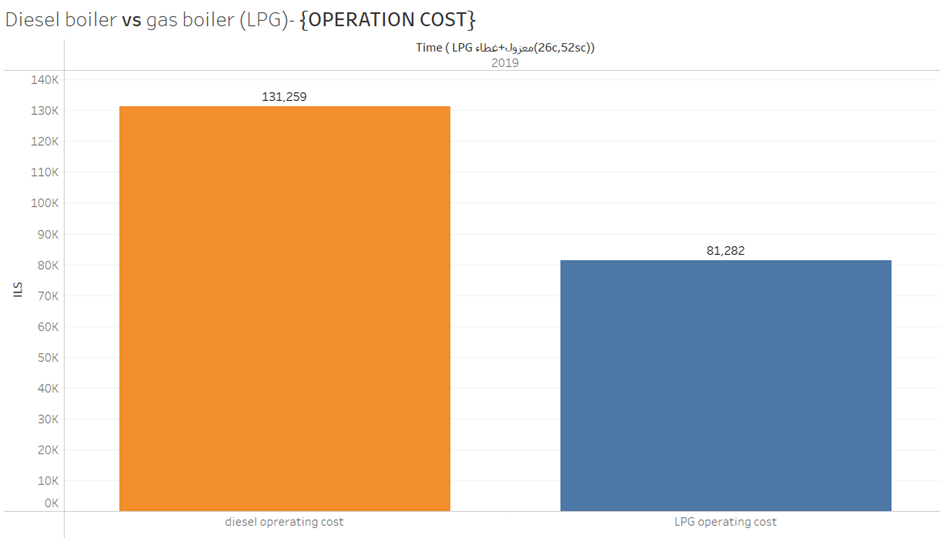 Diesel boiler vs gas boiler (LPG)- {OPERATION COST}
Time ( LPG معزول+غطاء(26c,52sc))
2019
140K
130K
120K
110K
100K
90K
80K
70K
60K
50K
40K
30K
20K
10K
0K
ILS
131,259
81,282
diesel oprerating cost
LPG operating cost